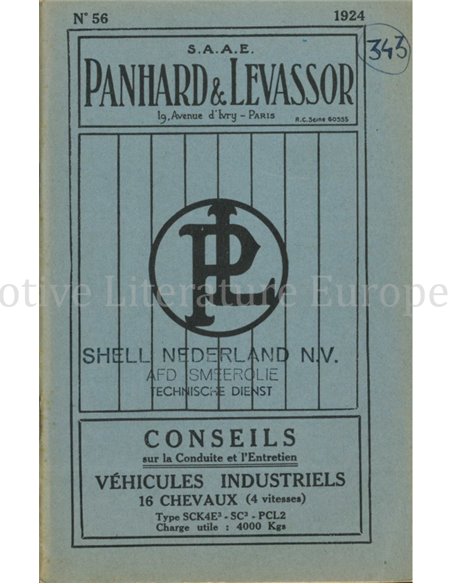 N° 56 1924
343
S.A.A.E.
PANHARD & LEVASSOR
19, Avenue d'Ivry - PARIS R.C. Seine 60555
PL
otive Literature Europe
SHELL NEDERLAND N.V.
AFD SMEEROLIE
TECHNISCHE DIENST
CONSEILS
sur la Conduite et l'Entretien
VÉHICULES INDUSTRIELS
16 CHEVAUX (4 vitesses)
Type SCK4E³ - SC³ - PCL2
Charge utile : 4000 Kgs